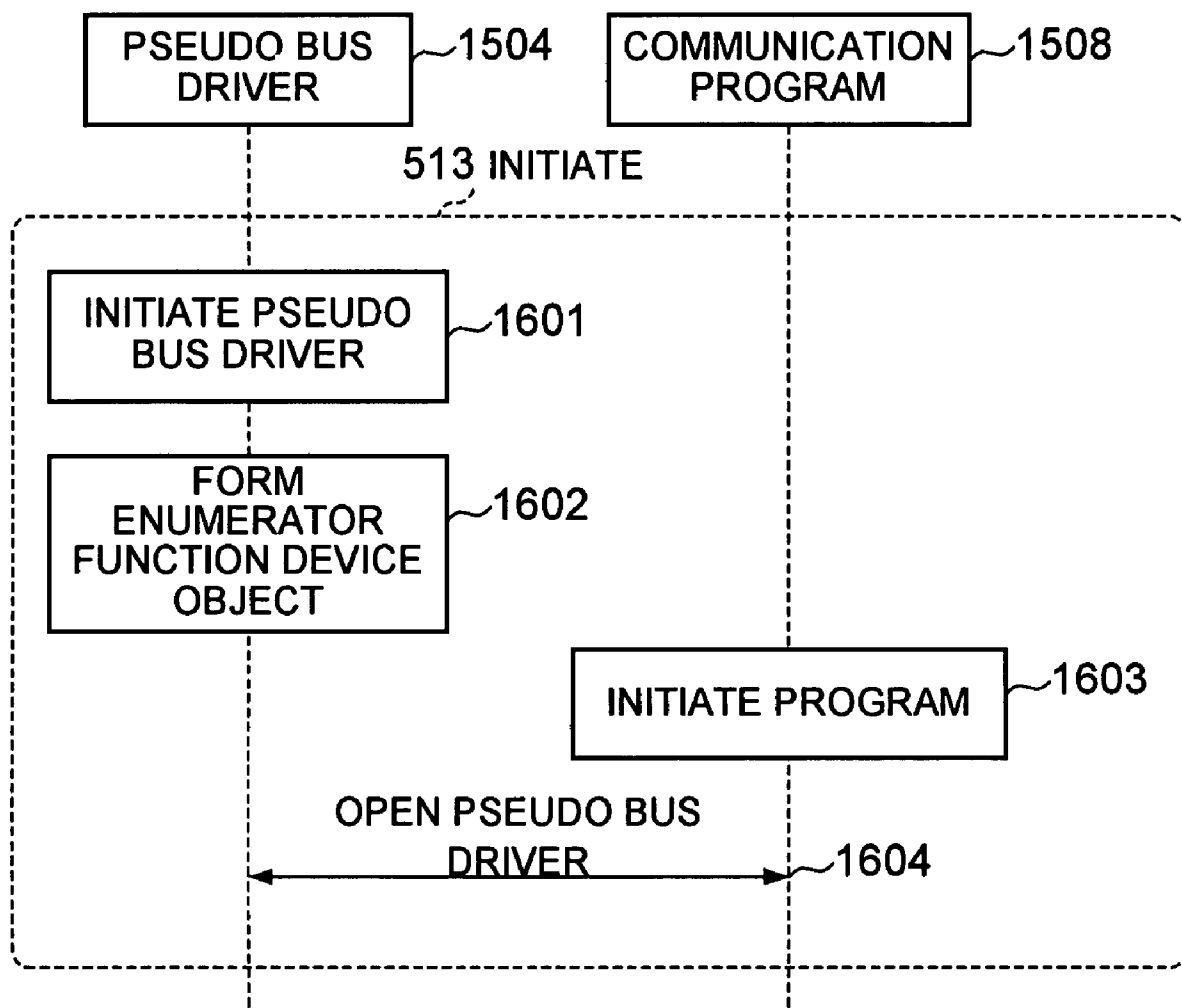 PSEUDO BUS
DRIVER
1504
COMMUNICATION
PROGRAM
1508
513 INITIATE
INITIATE PSEUDO
BUS DRIVER
1601
FORM
ENUMERATOR
FUNCTION DEVICE
OBJECT
1602
INITIATE PROGRAM
1603
OPEN PSEUDO BUS
DRIVER
1604